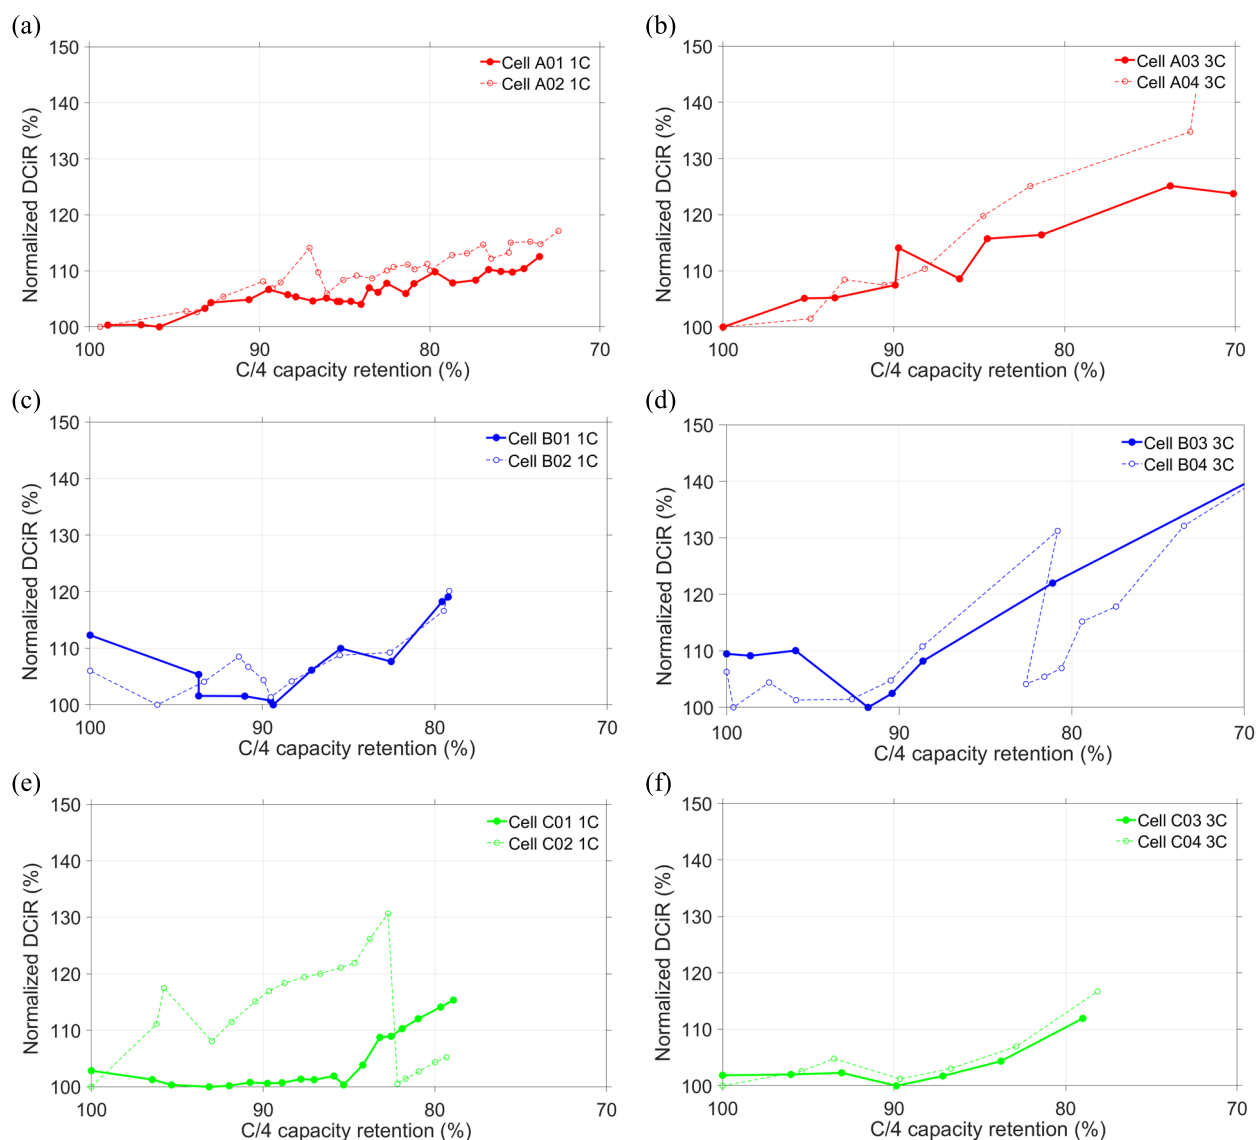 (a)
150
140
130
120
110
100
100
90
80
70
Normalized DCiR (%)
C/4 capacity retention (%)
Cell A01 1C
Cell A02 1C
(b)
150
140
130
120
110
100
100
90
80
70
Normalized DCiR (%)
C/4 capacity retention (%)
Cell A03 3C
Cell A04 3C
(c)
150
140
130
120
110
100
100
90
80
70
Normalized DCiR (%)
C/4 capacity retention (%)
Cell B01 1C
Cell B02 1C
(d)
150
140
130
120
110
100
100
90
80
70
Normalized DCiR (%)
C/4 capacity retention (%)
Cell B03 3C
Cell B04 3C
(e)
150
140
130
120
110
100
100
90
80
70
Normalized DCiR (%)
C/4 capacity retention (%)
Cell C01 1C
Cell C02 1C
(f)
150
140
130
120
110
100
100
90
80
70
Normalized DCiR (%)
C/4 capacity retention (%)
Cell C03 3C
Cell C04 3C